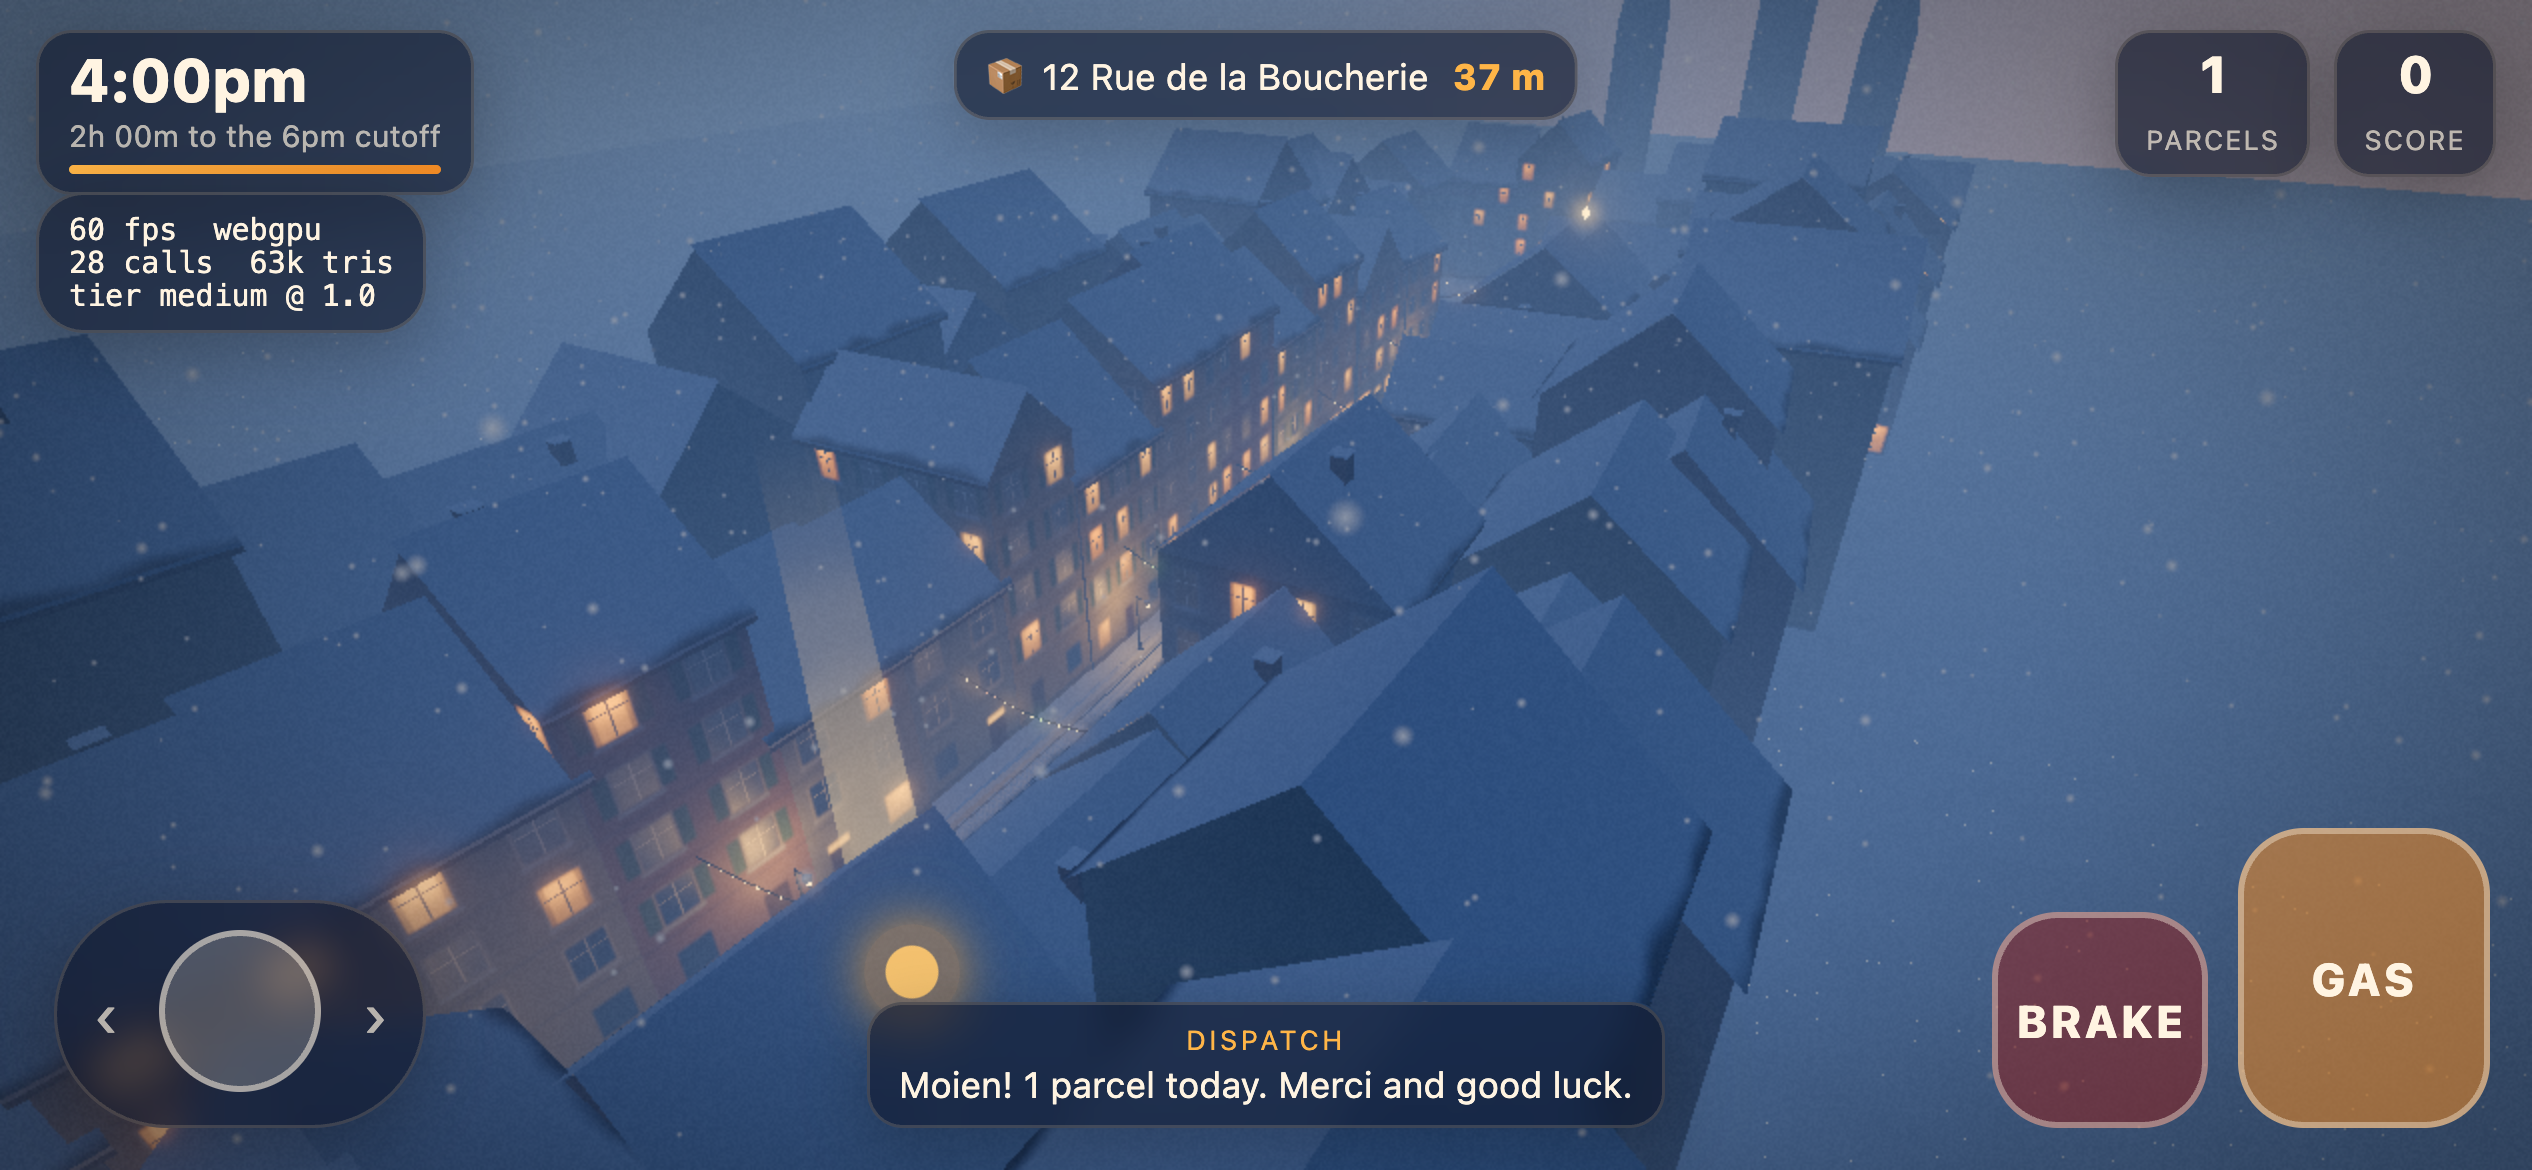 4:00pm
2h 00m to the 6pm cutoff
60 fps webgpu
28 calls 63k tris
tier medium @ 1.0
12 Rue de la Boucherie 37 m
1
PARCELS
0
SCORE
DISPATCH
Moien! 1 parcel today. Merci and good luck.
BRAKE
GAS